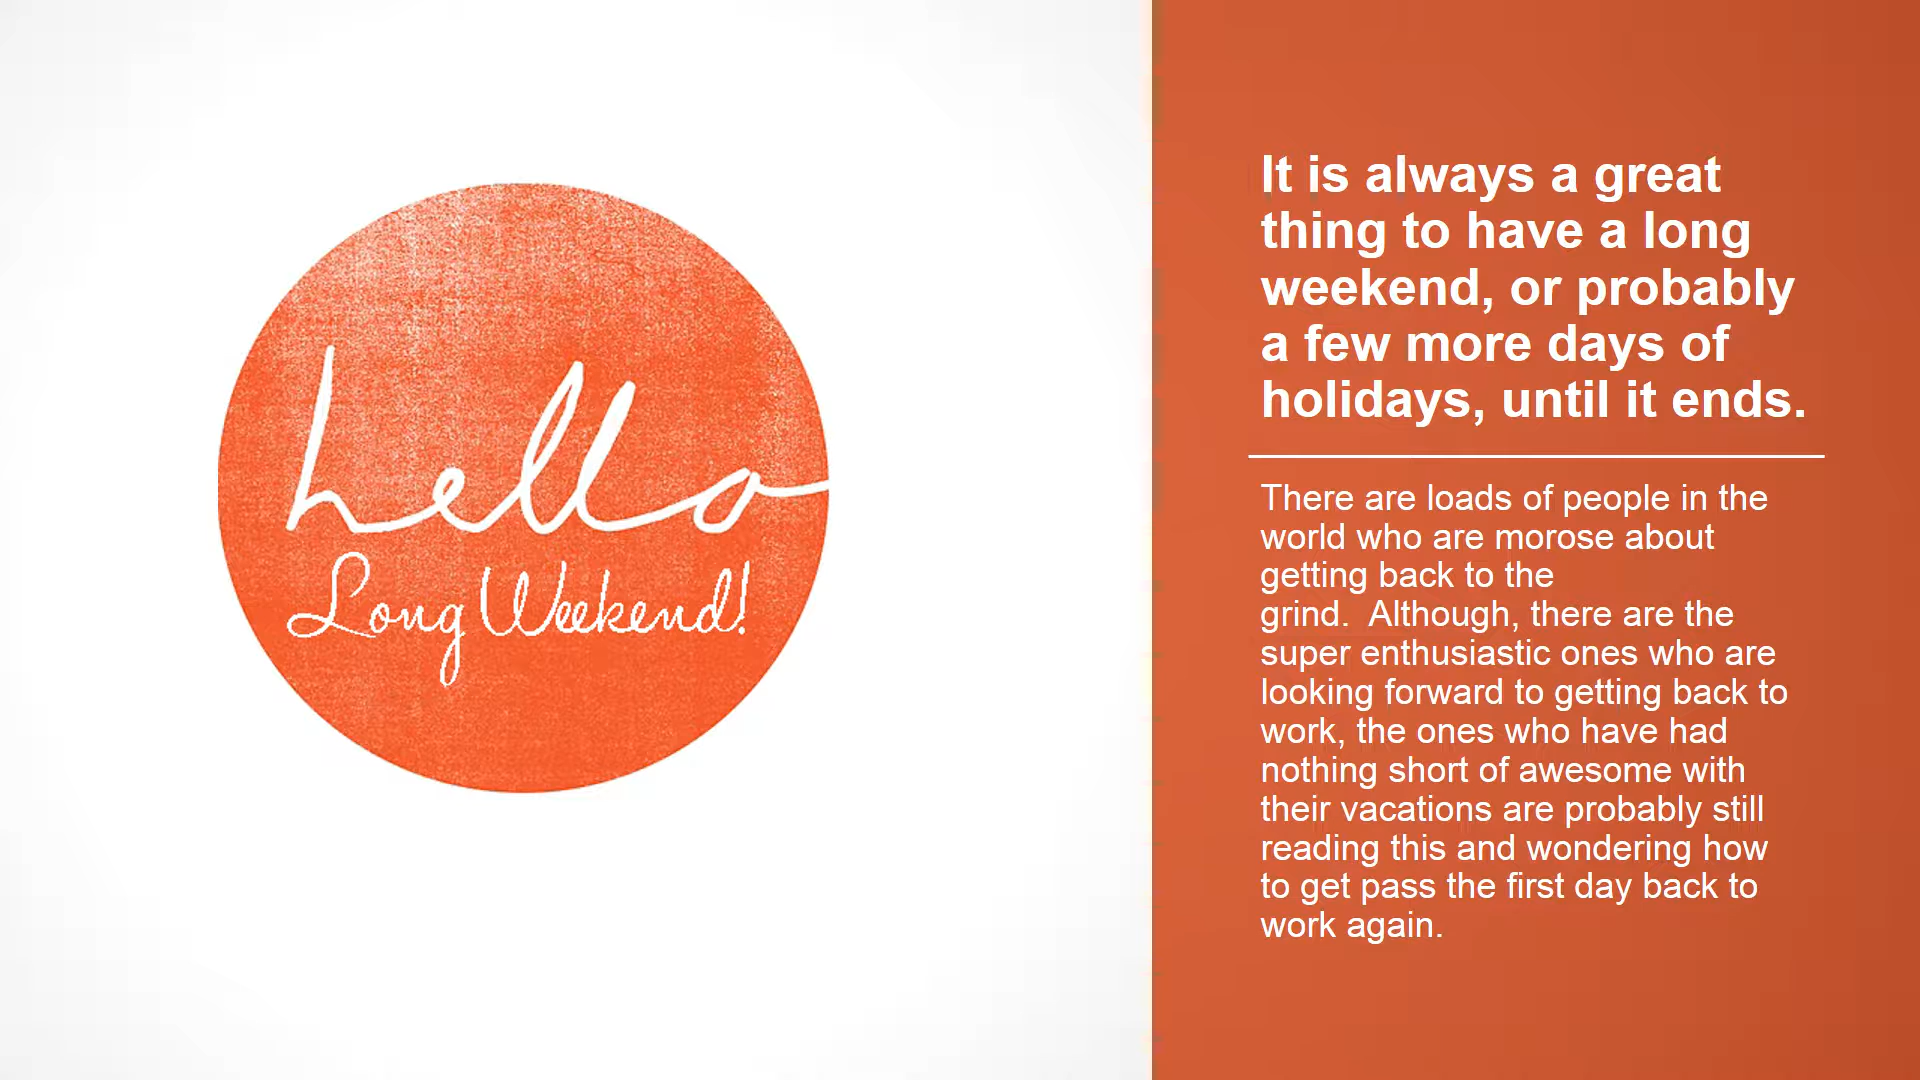 hello
Long Weekend!
It is always a great
thing to have a long
weekend, or probably
a few more days of
holidays, until it ends.
There are loads of people in the
world who are morose about
getting back to the
grind.  Although, there are the
super enthusiastic ones who are
looking forward to getting back to
work, the ones who have had
nothing short of awesome with
their vacations are probably still
reading this and wondering how
to get pass the first day back to
work again.